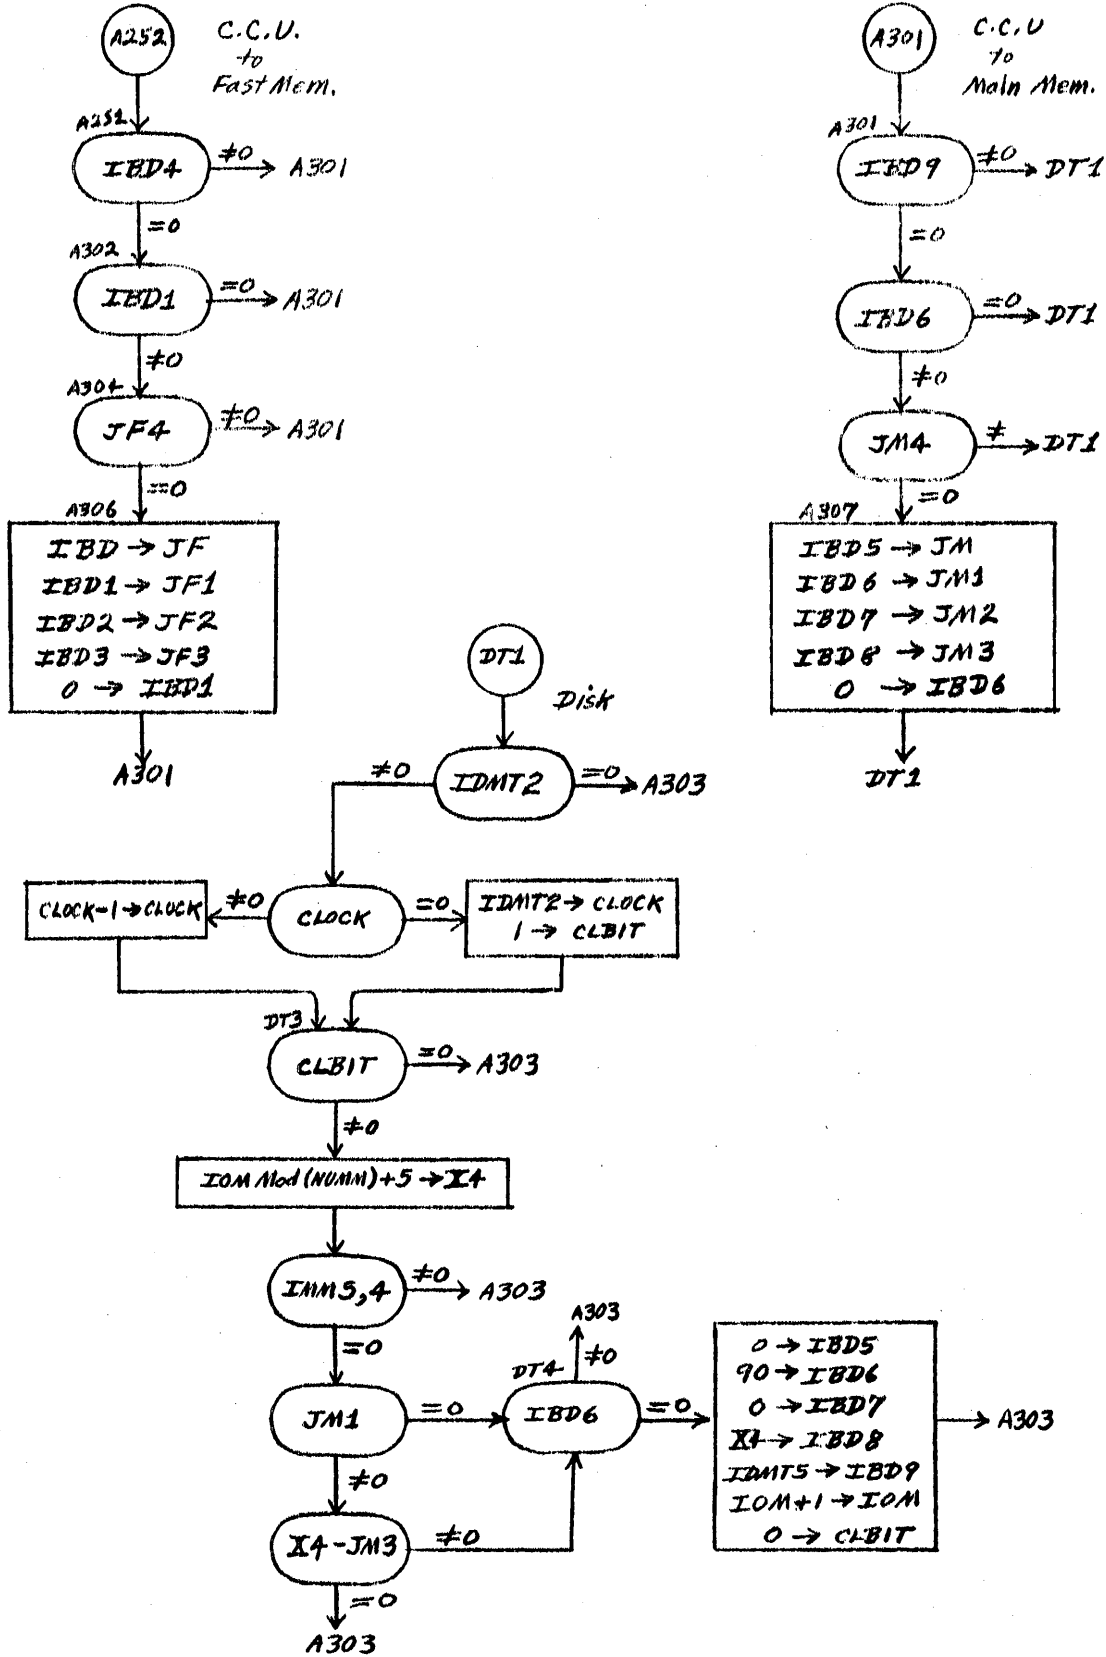 A252
C.C.U.
to
Fast Mem.
A251
IBD4
≠0
A301
=0
A302
IBD1
=0
A301
≠0
A304
JF4
≠0
A301
=0
A306
IBD → JF
IBD1 → JF1
IBD2 → JF2
IBD3 → JF3
0 → IBD1
A301
A301
C.C.U
to
Main Mem.
A301
IBD9
≠0
DT1
=0
IBD6
=0
DT1
≠0
JM4
≠
DT1
=0
A307
IBD5 → JM
IBD6 → JM1
IBD7 → JM2
IBD8 → JM3
0 → IBD6
DT1
DT1
Disk
IDMT2
≠0
=0
A303
CLOCK-1 → CLOCK
≠0
CLOCK
=0
IDMT2 → CLOCK
1 → CLBIT
DT3
CLBIT
=0
A303
≠0
IOM Mod (NUMM) + 5 → X4
IMM5,4
≠0
A303
=0
JM1
=0
DT4
IBD6
≠0
A303
=0
0 → IBD5
90 → IBD6
0 → IBD7
X4 → IBD8
IDMT5 → IBD9
IOM+1 → IOM
0 → CLBIT
A303
≠0
X4-JM3
≠0
=0
A303